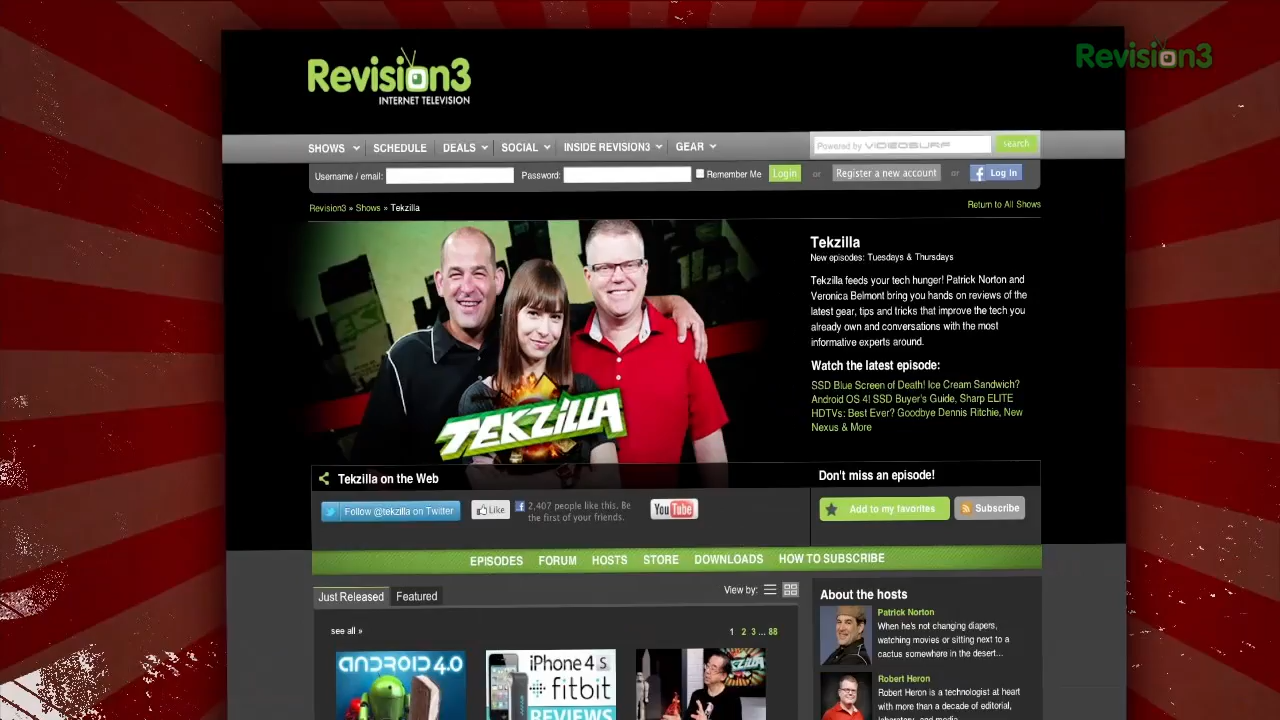 Revision3
INTERNET TELEVISION
Revision3
SHOWS
SCHEDULE
DEALS
SOCIAL
INSIDE REVISION3
GEAR
Powered by VIDEOSURF
search
Username / email:
Password:
Remember Me
Login
or
Register a new account
or
f Log In
Revision3 » Shows » Tekzilla
Return to All Shows
TEKZILLA
Tekzilla
New episodes: Tuesdays & Thursdays
Tekzilla feeds your tech hunger! Patrick Norton and
Veronica Belmont bring you hands on reviews of the
latest gear, tips and tricks that improve the tech you
already own and conversations with the most
informative experts around.
Watch the latest episode:
SSD Blue Screen of Death! Ice Cream Sandwich?
Android OS 4! SSD Buyer's Guide, Sharp ELITE
HDTVs: Best Ever? Goodbye Dennis Ritchie, New
Nexus & More
Tekzilla on the Web
Follow @tekzilla on Twitter
Like
f 2,407 people like this. Be
the first of your friends.
YouTube
Don't miss an episode!
Add to my favorites
Subscribe
EPISODES FORUM HOSTS STORE DOWNLOADS HOW TO SUBSCRIBE
Just Released
Featured
View by:
see all »
1 2 3 ... 88
ANDROID 4.0
iPhone 4S
fitbit
REVIEWS
TEKZILLA
About the hosts
Patrick Norton
When he's not changing diapers,
watching movies or sitting next to a
cactus somewhere in the desert...
Robert Heron
Robert Heron is a technologist at heart
with more than a decade of editorial,
laboratory, and media